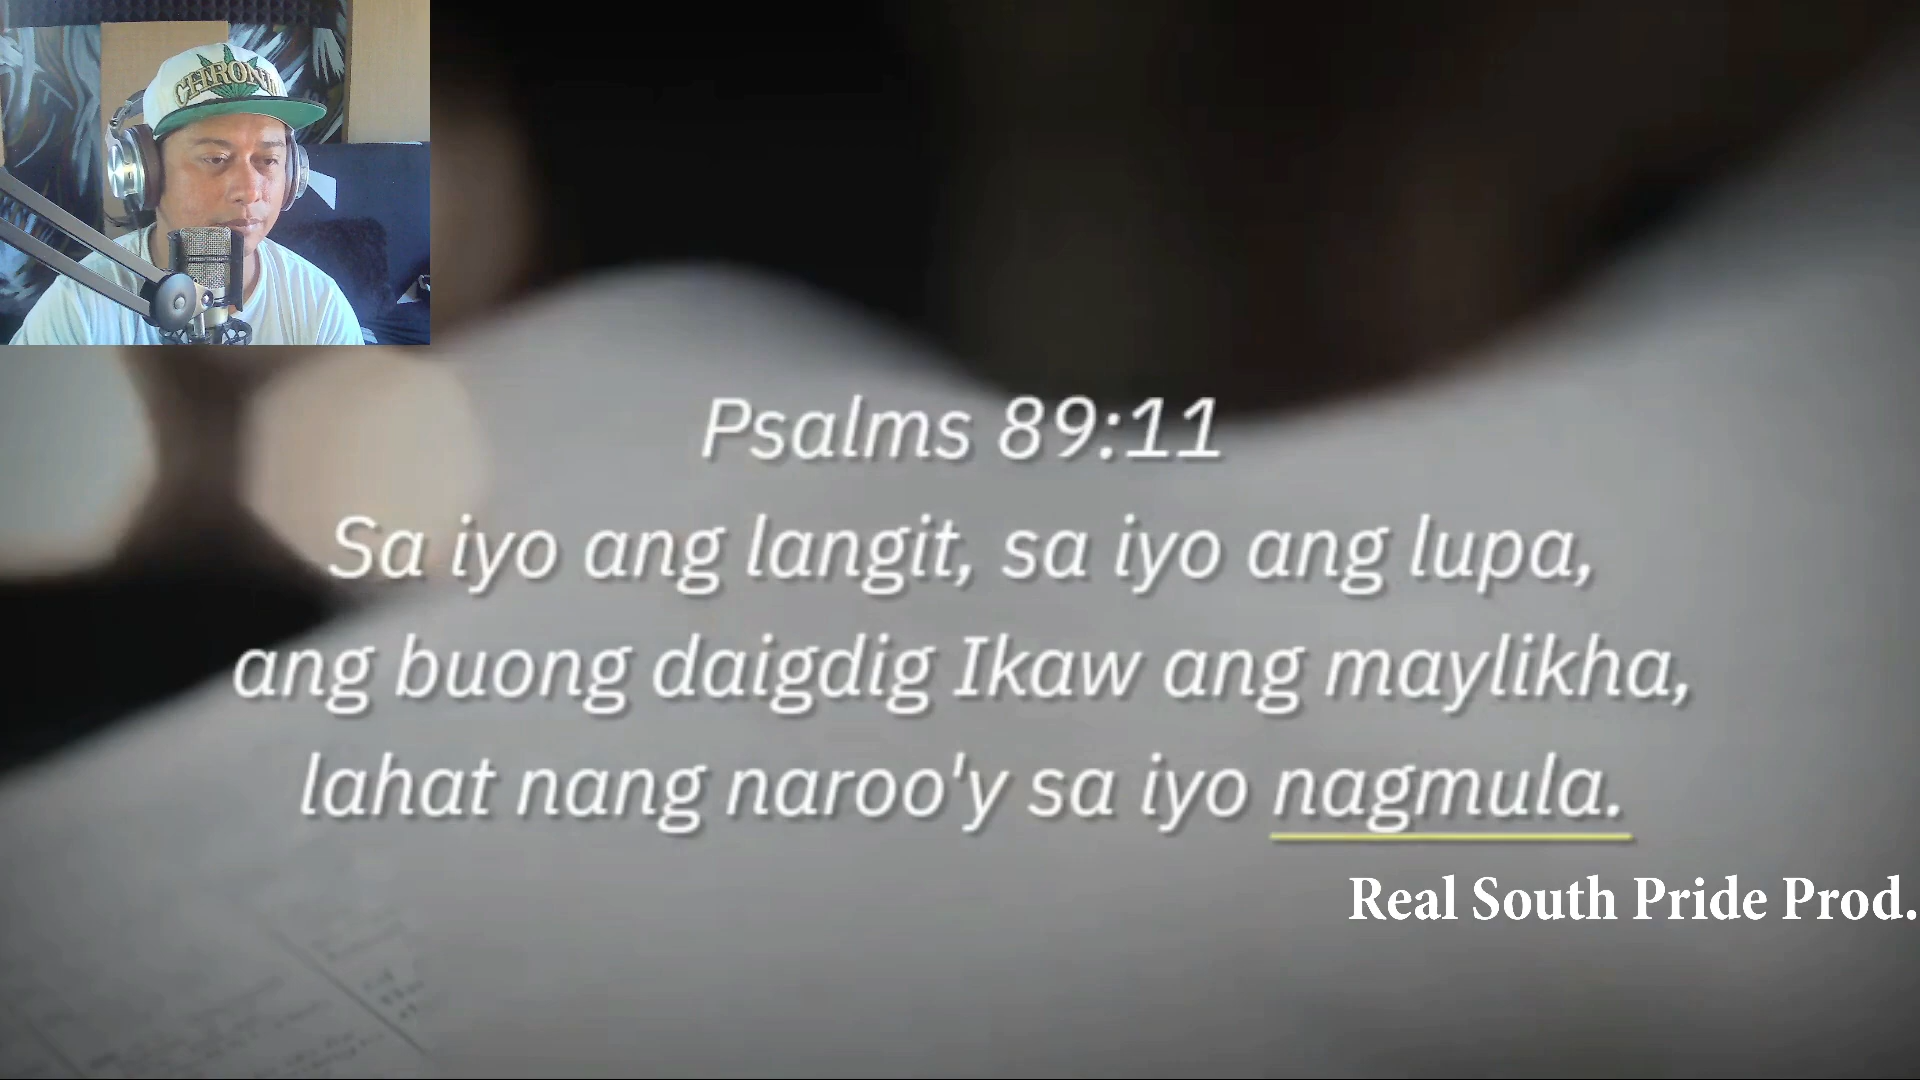 CHRONIC
Psalms 89:11
Sa iyo ang langit, sa iyo ang lupa,
ang buong daigdig Ikaw ang maylikha,
lahat nang naroo'y sa iyo nagmula.
Real South Pride Prod.